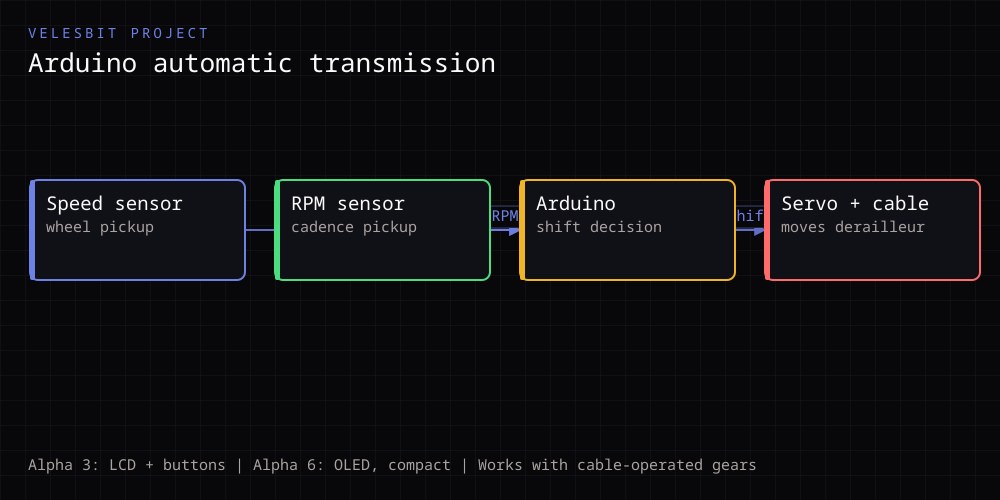 VELESBIT PROJECT
Arduino automatic transmission
Speed sensor
wheel pickup
RPM sensor
cadence pickup
RPM
Arduino
shift decision
hif
Servo + cable
moves derailleur
Alpha 3: LCD + buttons | Alpha 6: OLED, compact | Works with cable-operated gears